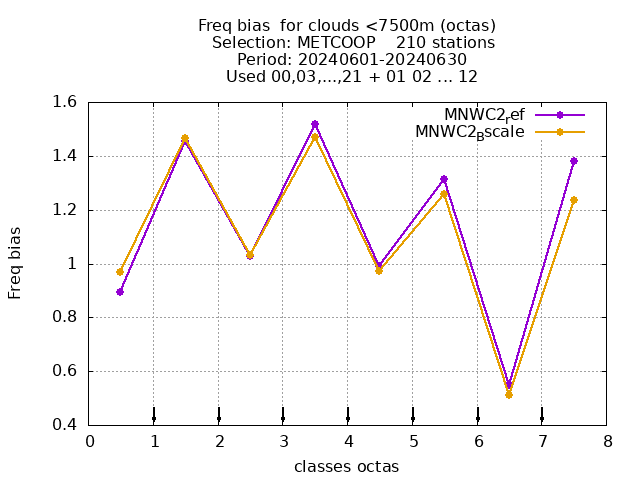 Freq bias  for clouds <7500m (octas)
Selection: METCOOP    210 stations
Period: 20240601-20240630
Used 00,03,...,21 + 01 02 ... 12
MNWC2ref
MNWC2Bscale
1.6
1.4
1.2
1
0.8
0.6
0.4
Freq bias
0 1 2 3 4 5 6 7 8
classes octas